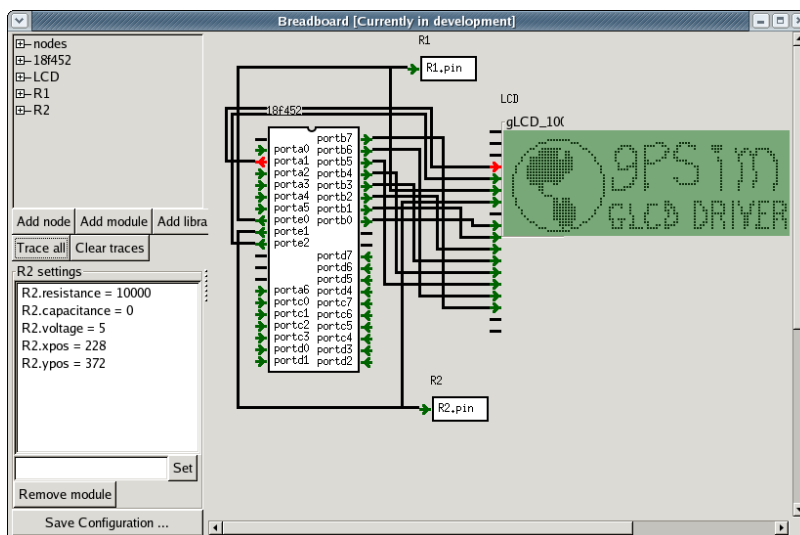 Breadboard [Currently in development]
nodes
18f452
LCD
R1
R2
Add node
Add module
Add libra
Trace all
Clear traces
R2 settings
R2.resistance = 10000
R2.capacitance = 0
R2.voltage = 5
R2.xpos = 228
R2.ypos = 372
Set
Remove module
Save Configuration ...
R1
R1.pin
LCD
gLCD_100
gPSim
GLCD DRIVER
18f452
portb7
porta0 portb6
porta1 portb5
porta2 portb4
porta3 portb3
porta4 portb2
porta5 portb1
porte0 portb0
porte1
porte2
portd7
portd6
portd5
porta6 portd4
portc0 portc7
portc1 portc6
portc2 portc5
portc3 portc4
portd0 portd3
portd1 portd2
R2
R2.pin